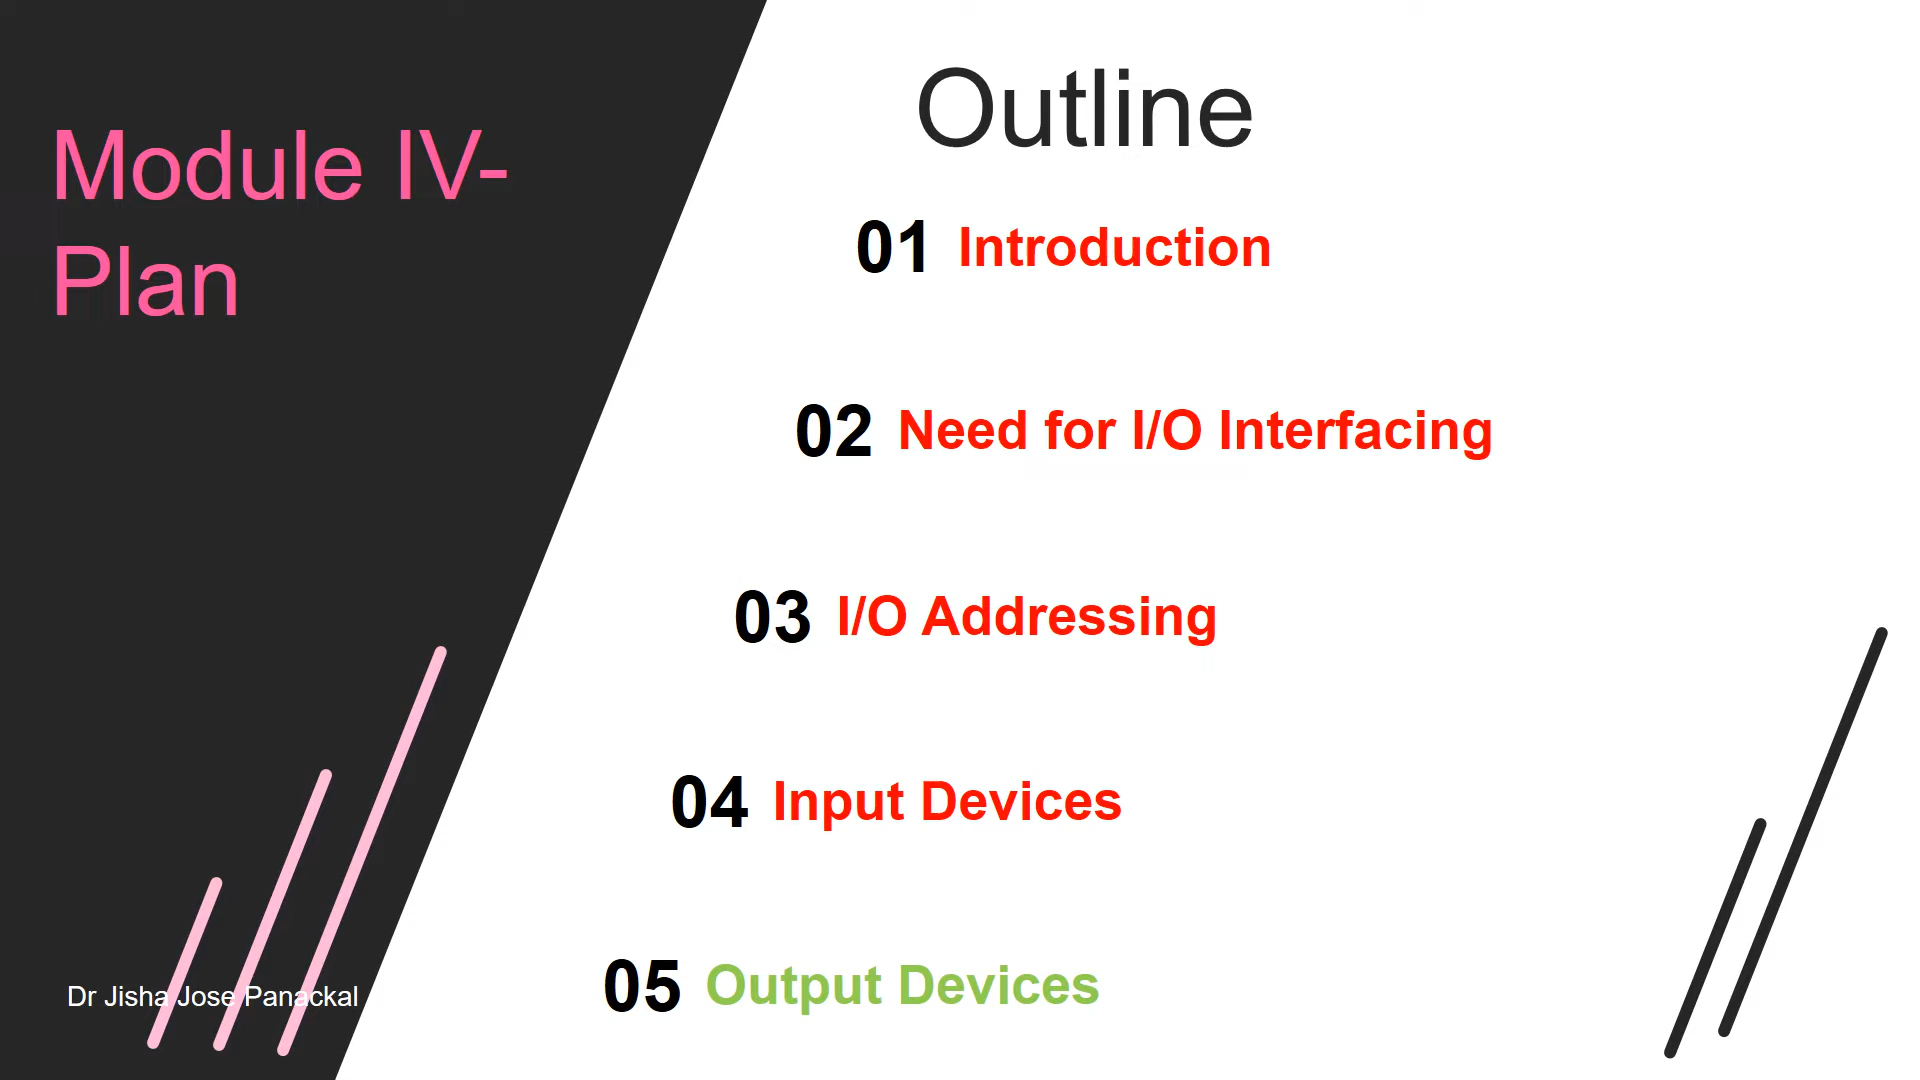 Module IV-
Plan
Outline
01 Introduction
02 Need for I/O Interfacing
03 I/O Addressing
04 Input Devices
05 Output Devices
Dr Jisha Jose Panackal